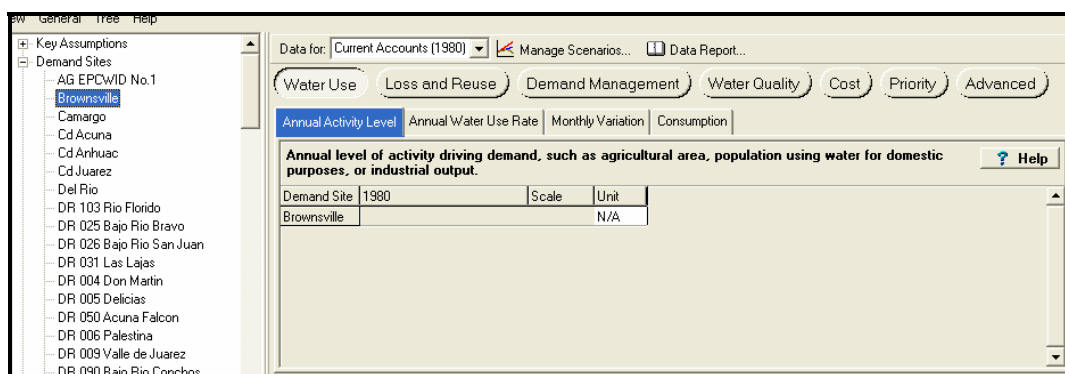 ew General Tree Help
Key Assumptions
Demand Sites
AG EPCWID No.1
Brownsville
Camargo
Cd Acuna
Cd Anhuac
Cd Juarez
Del Rio
DR 103 Rio Florido
DR 025 Bajo Rio Bravo
DR 026 Bajo Rio San Juan
DR 031 Las Lajas
DR 004 Don Martin
DR 005 Delicias
DR 050 Acuna Falcon
DR 006 Palestina
DR 009 Valle de Juarez
DR 090 Bajo Rio Conchos
Data for: Current Accounts (1980) Manage Scenarios... Data Report...
Water Use Loss and Reuse Demand Management Water Quality Cost Priority Advanced
Annual Activity Level Annual Water Use Rate Monthly Variation Consumption
Annual level of activity driving demand, such as agricultural area, population using water for domestic
purposes, or industrial output.
? Help
Demand Site 1980 Scale Unit
Brownsville N/A